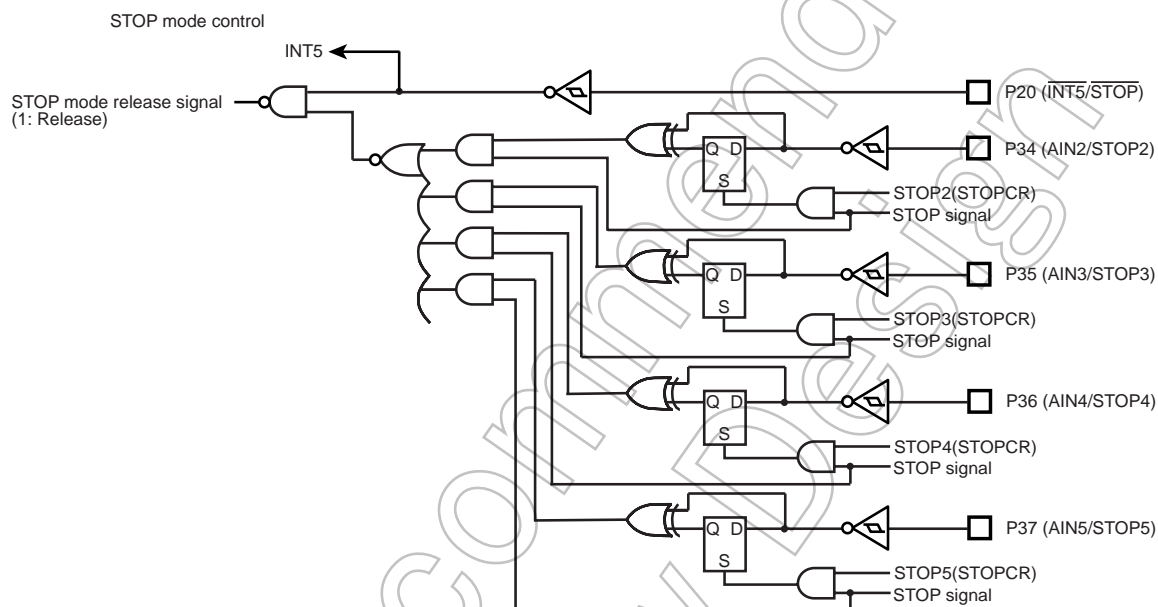 STOP mode control
INT5
STOP mode release signal
(1: Release)
P20 (INT5/STOP)
P34 (AIN2/STOP2)
Q D
S
STOP2(STOPCR)
STOP signal
P35 (AIN3/STOP3)
Q D
S
STOP3(STOPCR)
STOP signal
P36 (AIN4/STOP4)
Q D
S
STOP4(STOPCR)
STOP signal
P37 (AIN5/STOP5)
Q D
S
STOP5(STOPCR)
STOP signal